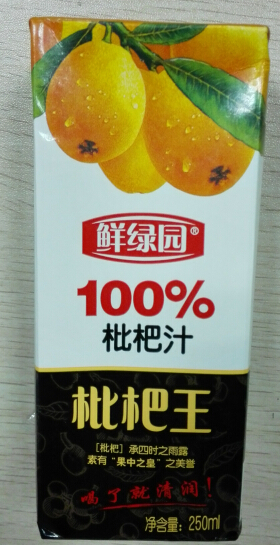 鲜绿园®
100%
枇杷汁
枇杷王
[枇杷] 承四时之雨露
素有“果中之皇”之美誉
喝了就清润!
净含量: 250ml